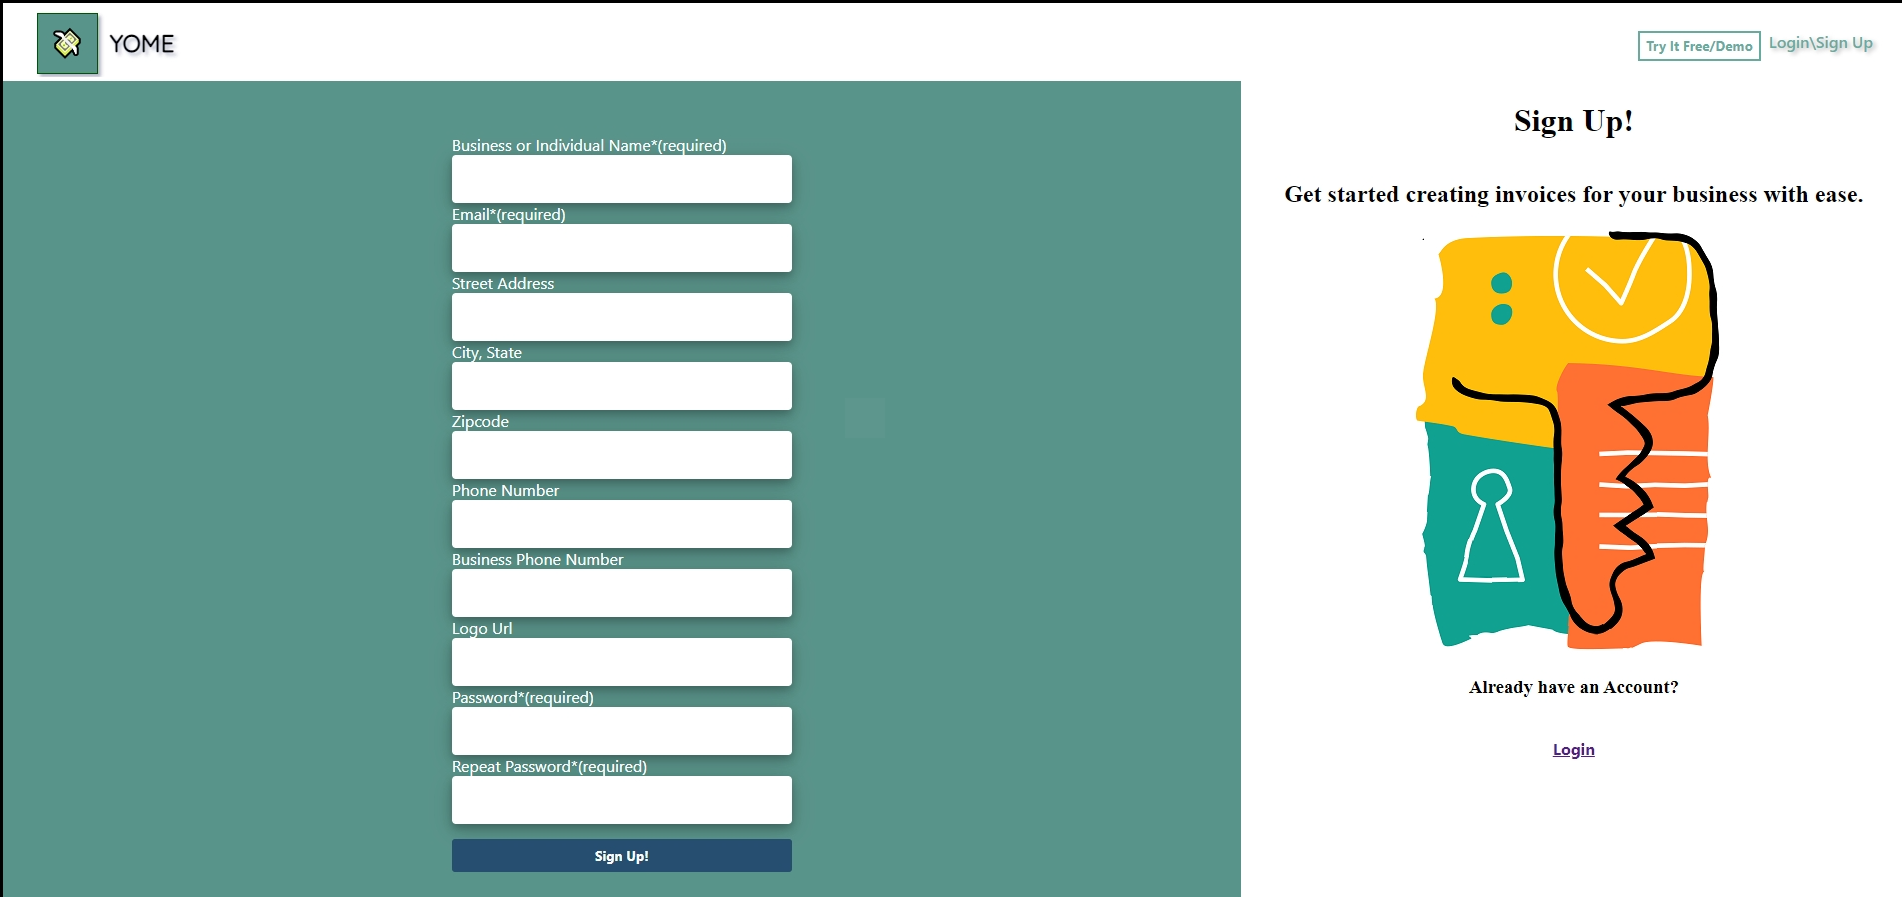 YOME
Try It Free/Demo
Login\Sign Up
Business or Individual Name*(required)
Email*(required)
Street Address
City, State
Zipcode
Phone Number
Business Phone Number
Logo Url
Password*(required)
Repeat Password*(required)
Sign Up!
Sign Up!
Get started creating invoices for your business with ease.
Already have an Account?
Login